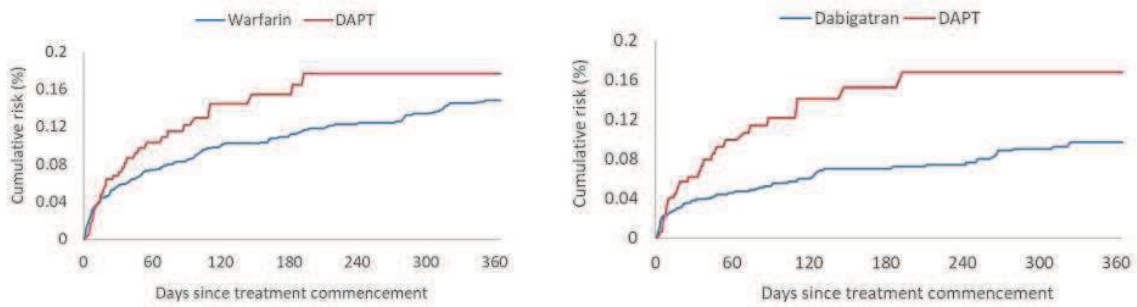 Warfarin DAPT
0.2
0.16
0.12
0.08
0.04
0
Cumulative risk (%)
0 60 120 180 240 300 360
Days since treatment commencement
Dabigatran DAPT
0.2
0.16
0.12
0.08
0.04
0
Cumulative risk (%)
0 60 120 180 240 300 360
Days since treatment commencement